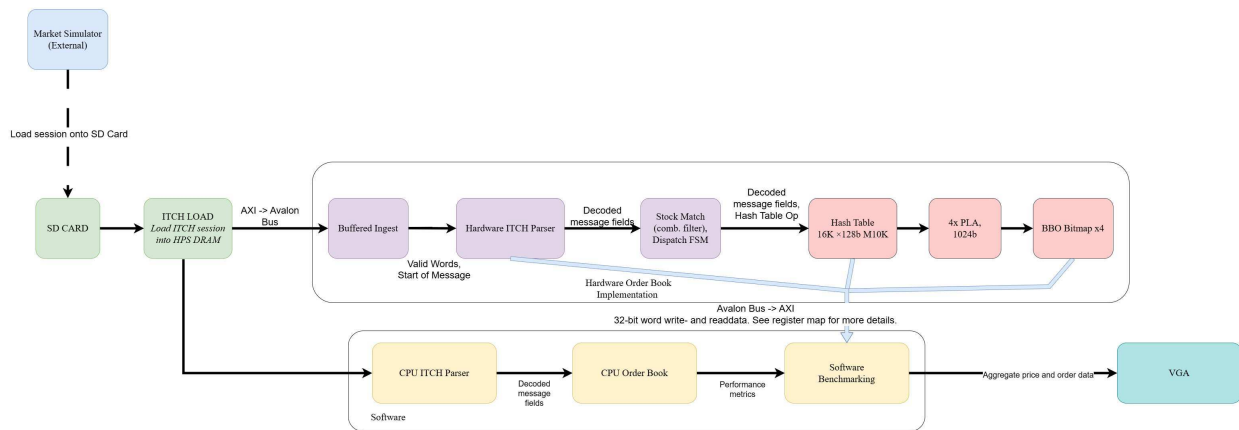 Market Simulator
(External)
Load session onto SD Card
SD CARD
ITCH LOAD
Load ITCH session
into HPS DRAM
AXI -> Avalon
Bus
Buffered Ingest
Valid Words,
Start of Message
Hardware ITCH Parser
Decoded
message fields
Stock Match
(comb. filter),
Dispatch FSM
Decoded
message fields,
Hash Table Op
Hash Table
16K ×128b M10K
4x PLA,
1024b
BBO Bitmap x4
Hardware Order Book
Implementation
Avalon Bus -> AXI
32-bit word write- and readdata. See register map for more details.
CPU ITCH Parser
Decoded
message
fields
CPU Order Book
Performance
metrics
Software
Benchmarking
Aggregate price and order data
VGA
Software